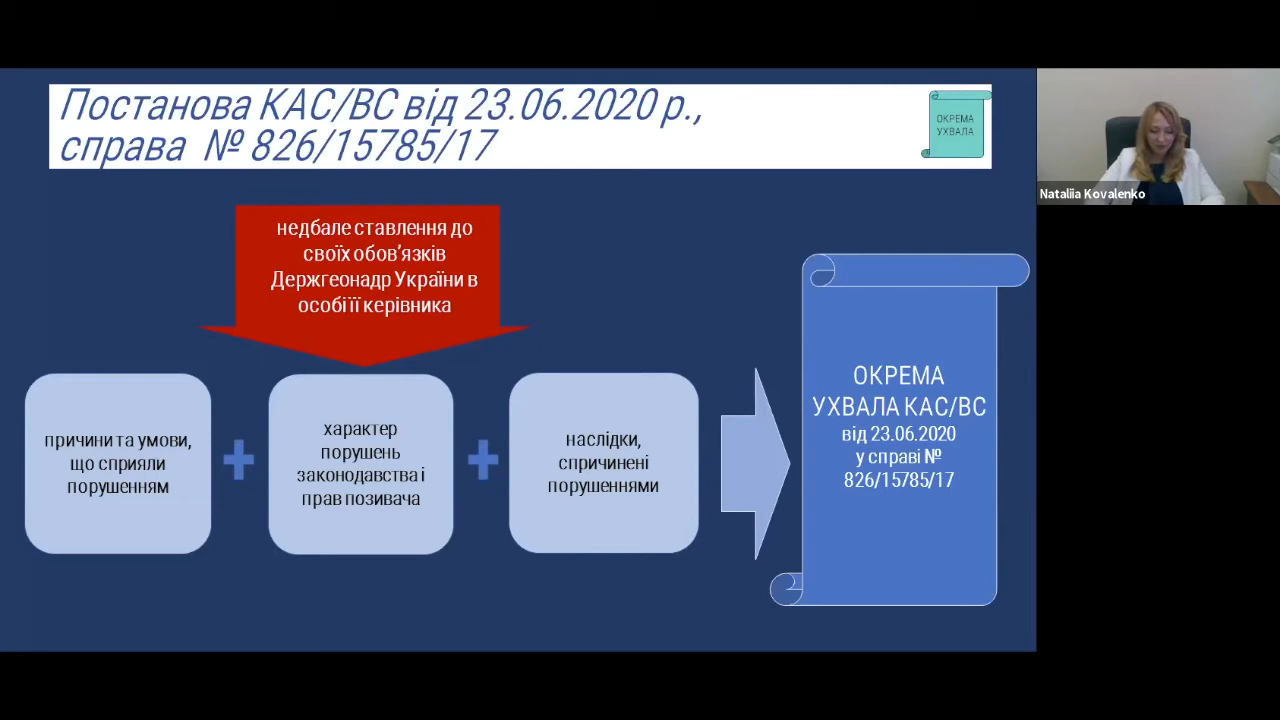 Постанова КАС/ВС від 23.06.2020 р.,
справа № 826/15785/17
ОКРЕМА
УХВАЛА
Nataliia Kovalenko
недбале ставлення до
своїх обов’язків
Держгеонадр України в
особі її керівника
причини та умови,
що сприяли
порушенням
характер
порушень
законодавства і
прав позивача
наслідки,
спричинені
порушеннями
ОКРЕМА
УХВАЛА КАС/ВС
від 23.06.2020
у справі №
826/15785/17